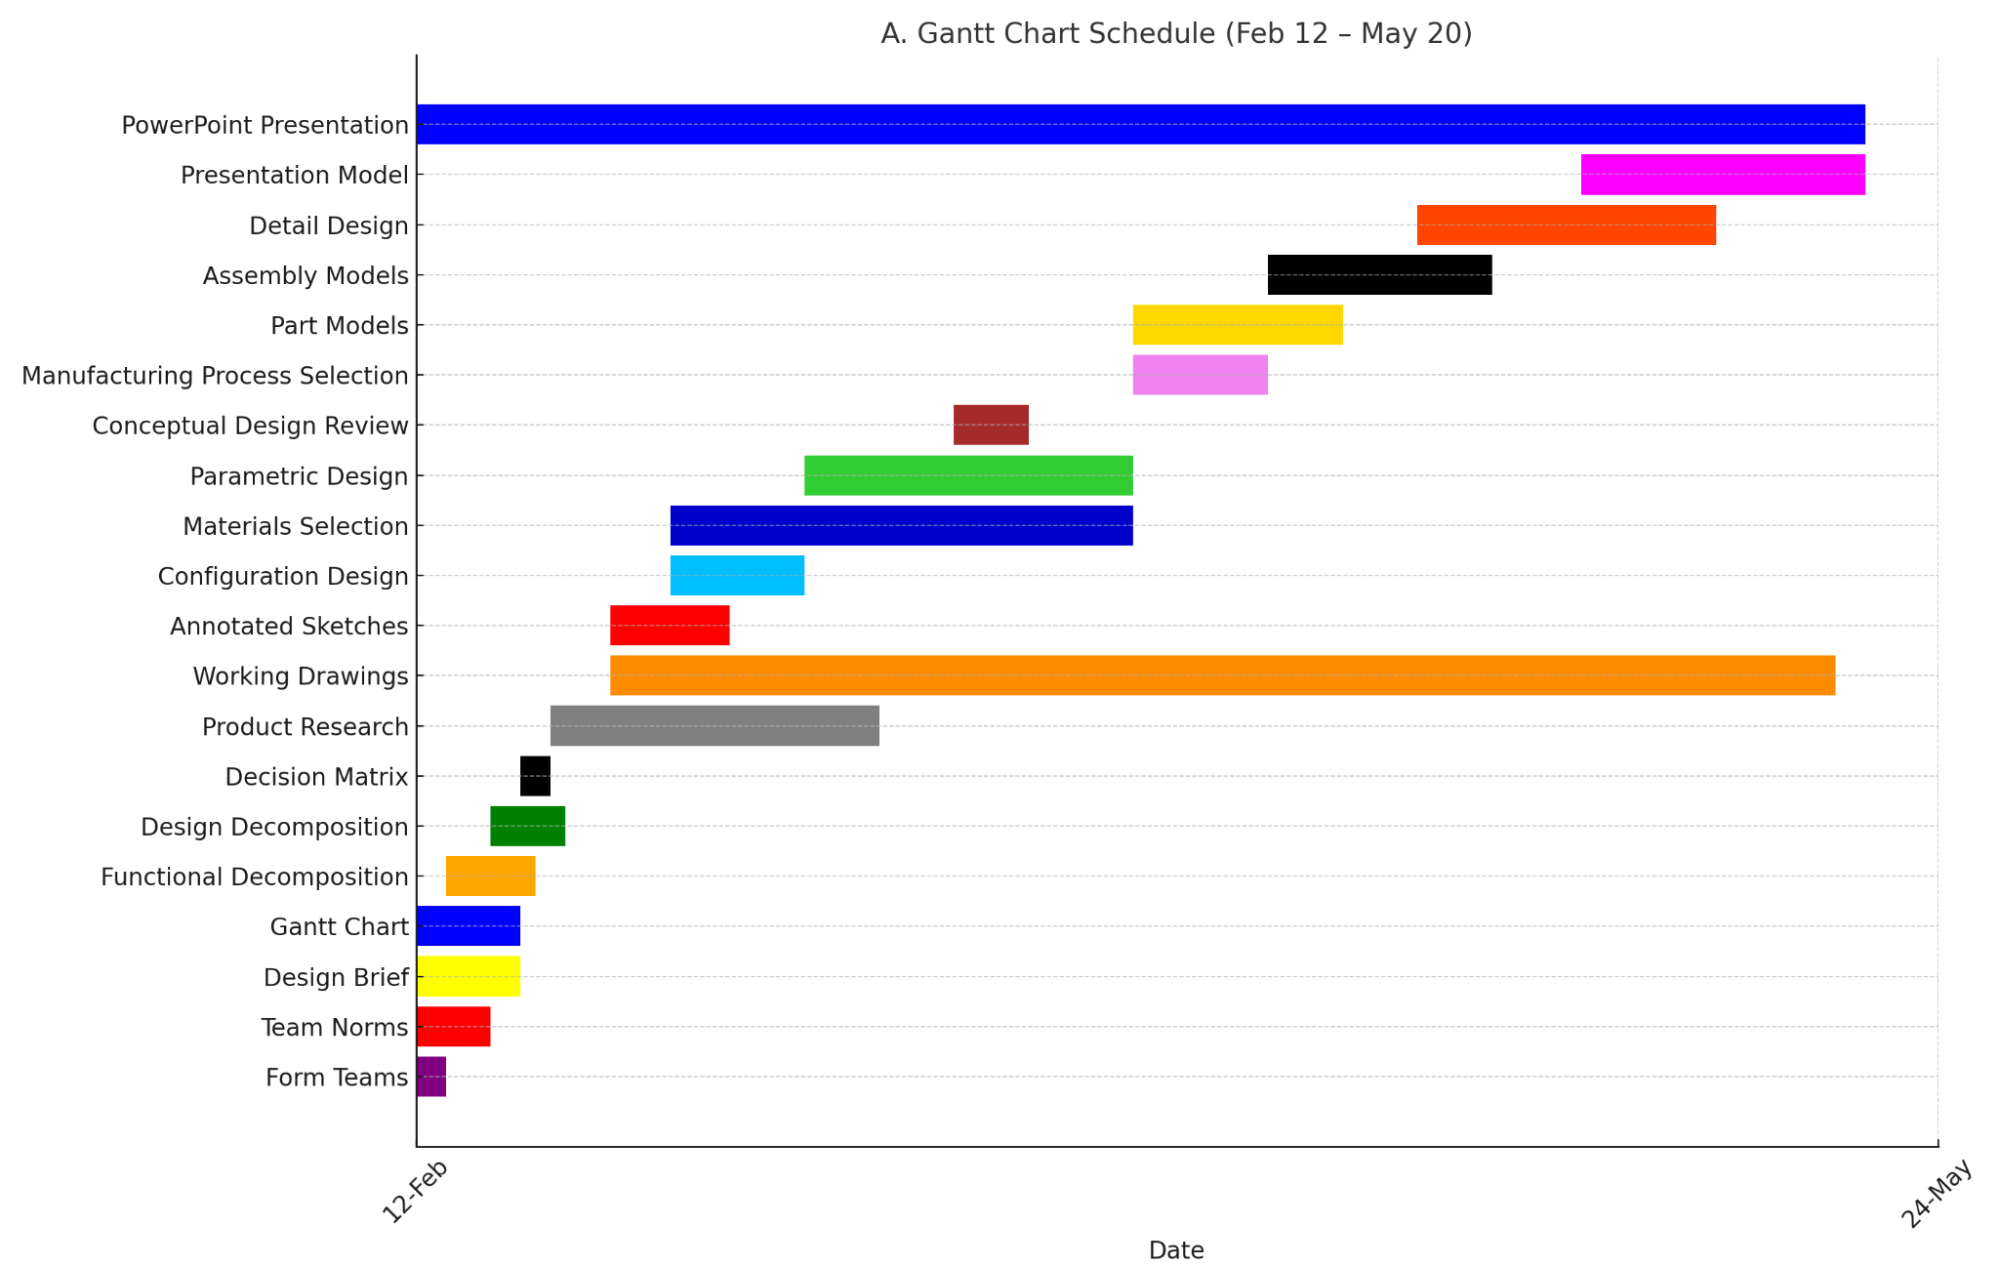 A. Gantt Chart Schedule (Feb 12 – May 20)
PowerPoint Presentation
Presentation Model
Detail Design
Assembly Models
Part Models
Manufacturing Process Selection
Conceptual Design Review
Parametric Design
Materials Selection
Configuration Design
Annotated Sketches
Working Drawings
Product Research
Decision Matrix
Design Decomposition
Functional Decomposition
Gantt Chart
Design Brief
Team Norms
Form Teams
12-Feb
24-May
Date